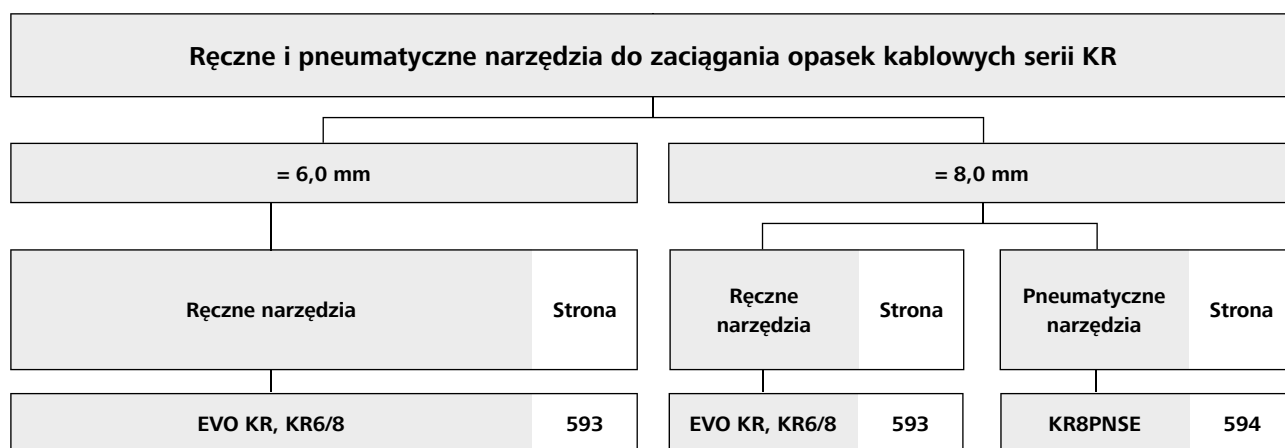 Ręczne i pneumatyczne narzędzia do zaciągania opasek kablowych serii KR
= 6,0 mm
= 8,0 mm
Ręczne narzędzia
Strona
Ręczne
narzędzia
Strona
Pneumatyczne
narzędzia
Strona
EVO KR, KR6/8
593
EVO KR, KR6/8
593
KR8PNSE
594